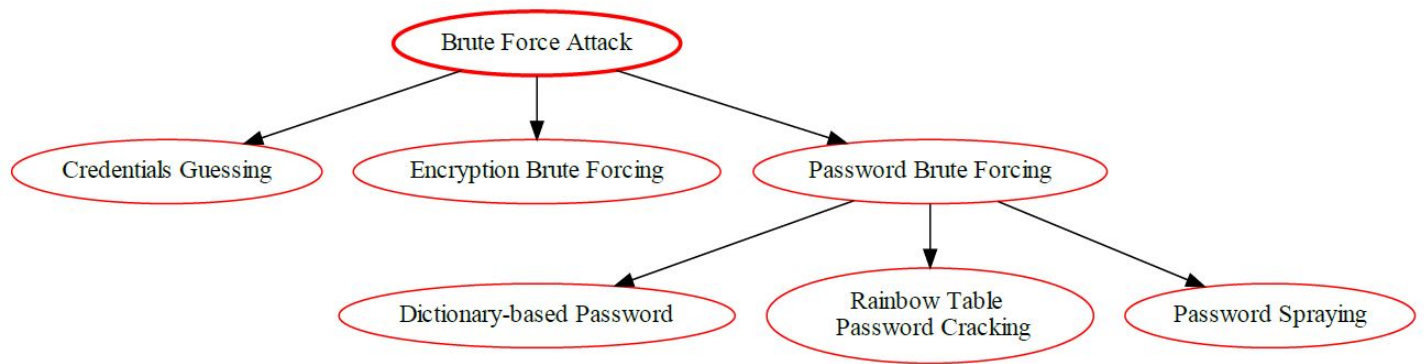 Brute Force Attack
Credentials Guessing
Encryption Brute Forcing
Password Brute Forcing
Dictionary-based Password
Rainbow Table
Password Cracking
Password Spraying